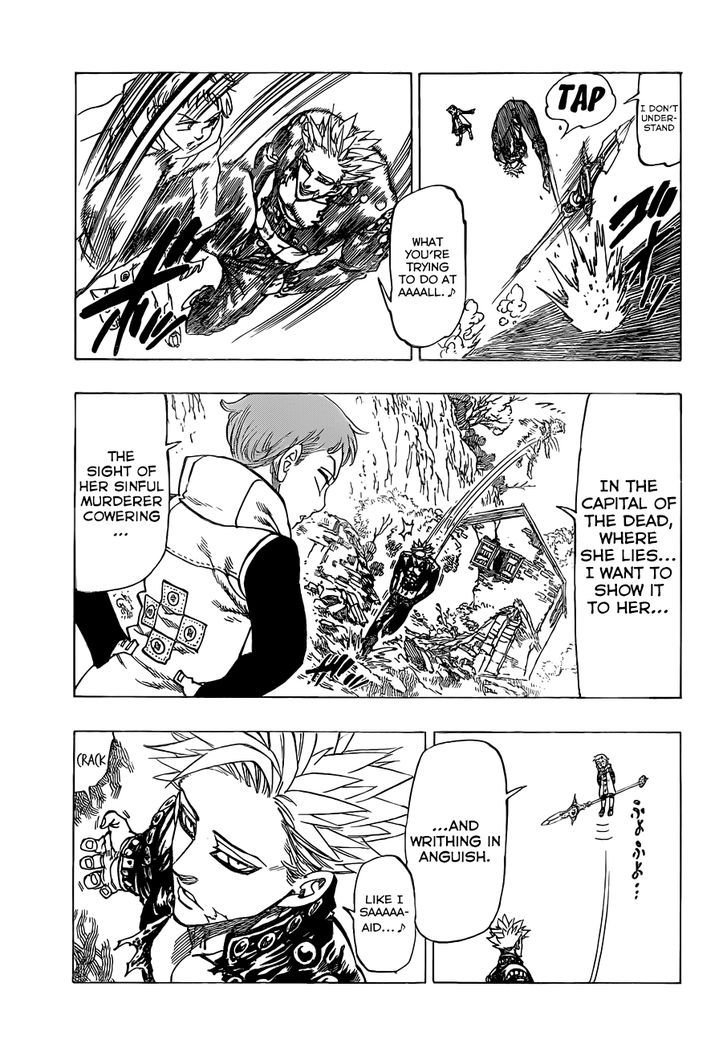 I DON'T
UNDER-
STAND
TAP
ズガ
WHAT
YOU'RE
TRYING
TO DO AT
AAAALL.♪
IN THE
CAPITAL OF
THE DEAD,
WHERE
SHE LIES...
I WANT TO
SHOW IT
TO HER...
THE
SIGHT OF
HER SINFUL
MURDERER
COWERING
...
...AND
WRITHING IN
ANGUISH.
ふよふよ…
CRACK
LIKE I
SAAAAA-
AID...♪